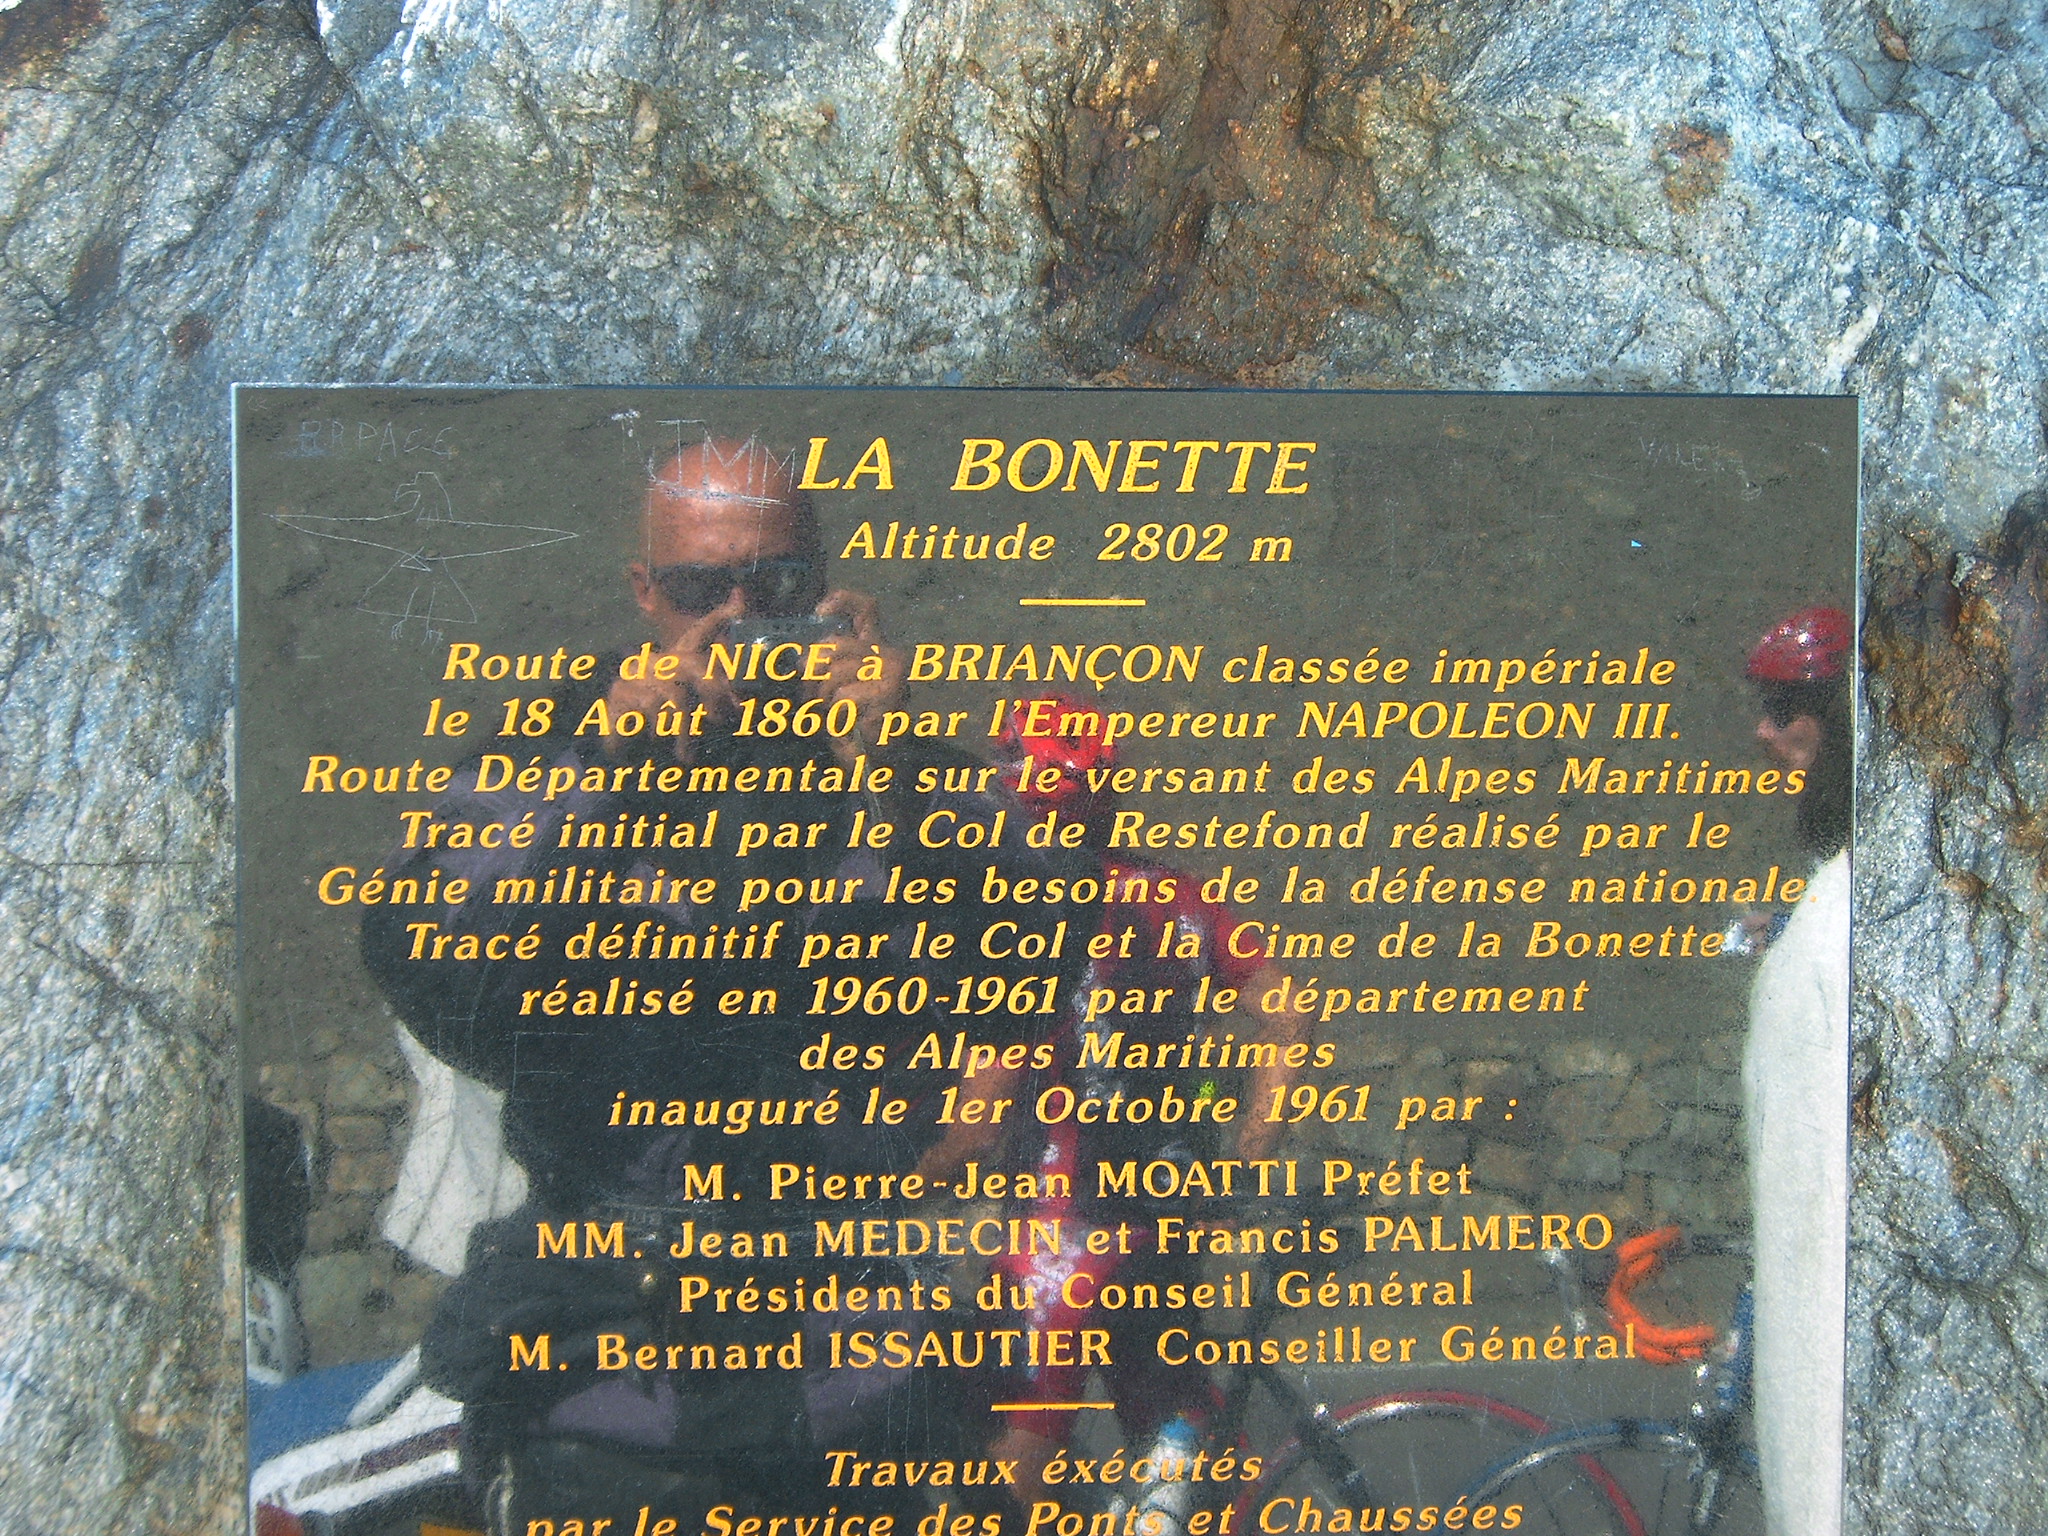 LA BONETTE
Altitude 2802 m
Route de NICE à BRIANÇON classée impériale
le 18 Août 1860 par l'Empereur NAPOLEON III.
Route Départementale sur le versant des Alpes Maritimes
Tracé initial par le Col de Restefond réalisé par le
Génie militaire pour les besoins de la défense nationale.
Tracé définitif par le Col et la Cime de la Bonette
réalisé en 1960-1961 par le département
des Alpes Maritimes
inauguré le 1er Octobre 1961 par :
M. Pierre-Jean MOATTI Préfet
MM. Jean MEDECIN et Francis PALMERO
Présidents du Conseil Général
M. Bernard ISSAUTIER Conseiller Général
Travaux éxécutés
par le Service des Ponts et Chaussées